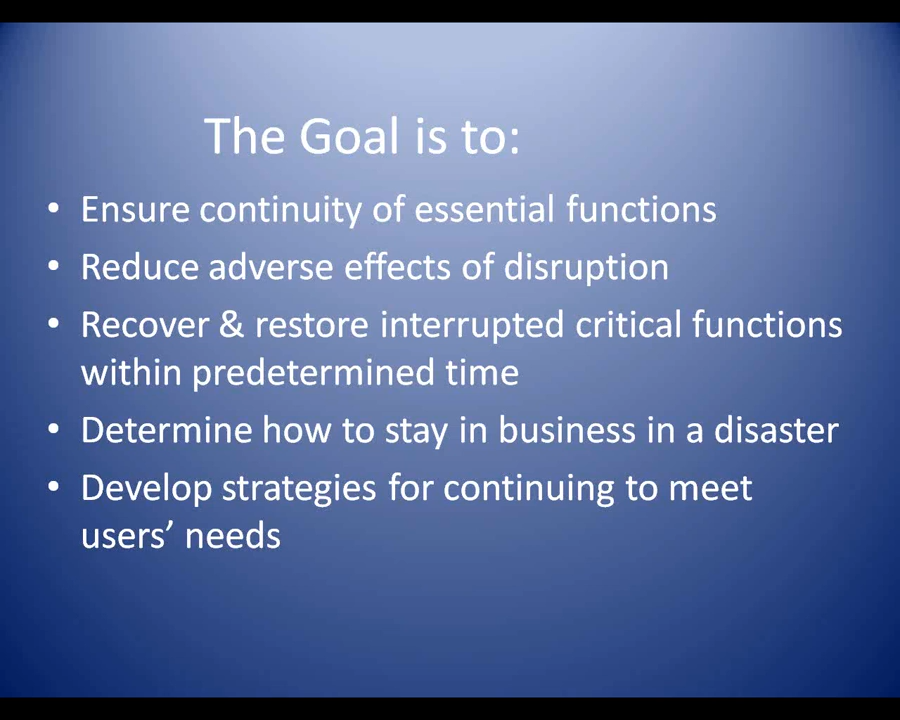 The Goal is to:
• Ensure continuity of essential functions
• Reduce adverse effects of disruption
• Recover & restore interrupted critical functions
within predetermined time
• Determine how to stay in business in a disaster
• Develop strategies for continuing to meet
users’ needs